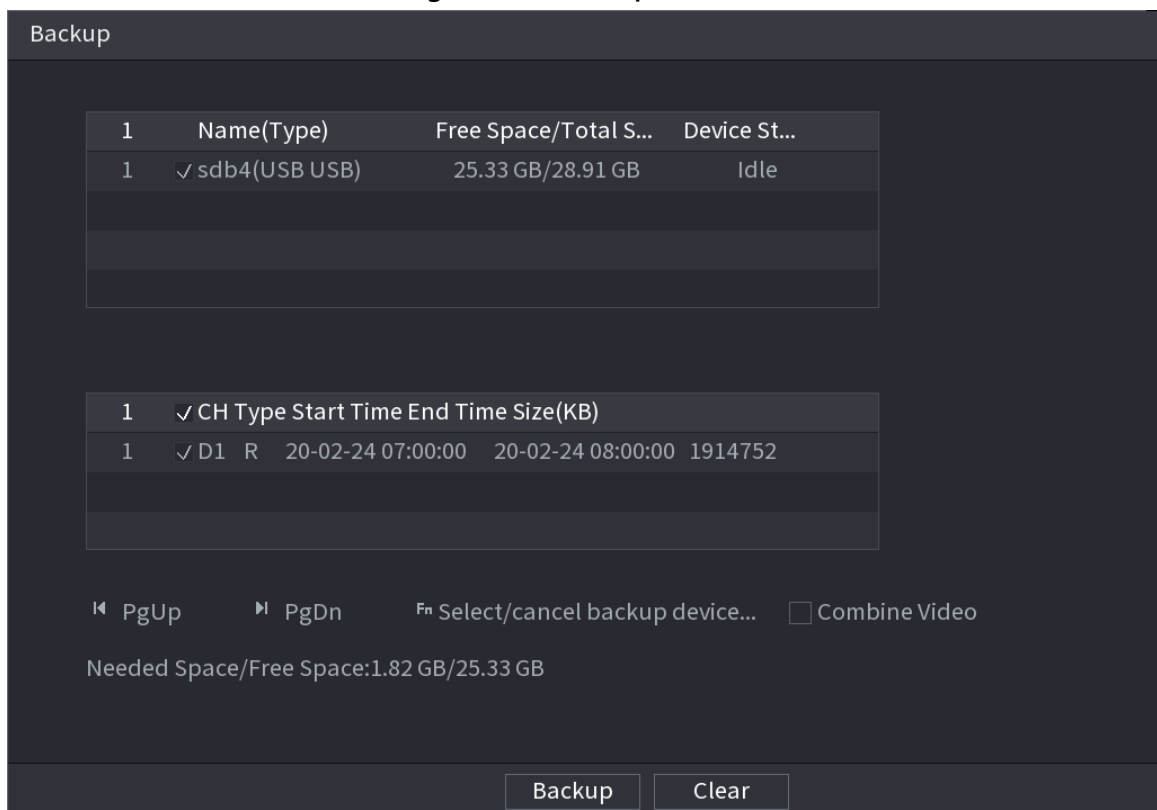 Backup
1 Name(Type) Free Space/Total S... Device St...
1 sdb4(USB USB) 25.33 GB/28.91 GB Idle
1 CH Type Start Time End Time Size(KB)
1 D1 R 20-02-24 07:00:00 20-02-24 08:00:00 1914752
PgUp PgDn Fn Select/cancel backup device... Combine Video
Needed Space/Free Space:1.82 GB/25.33 GB
Backup Clear